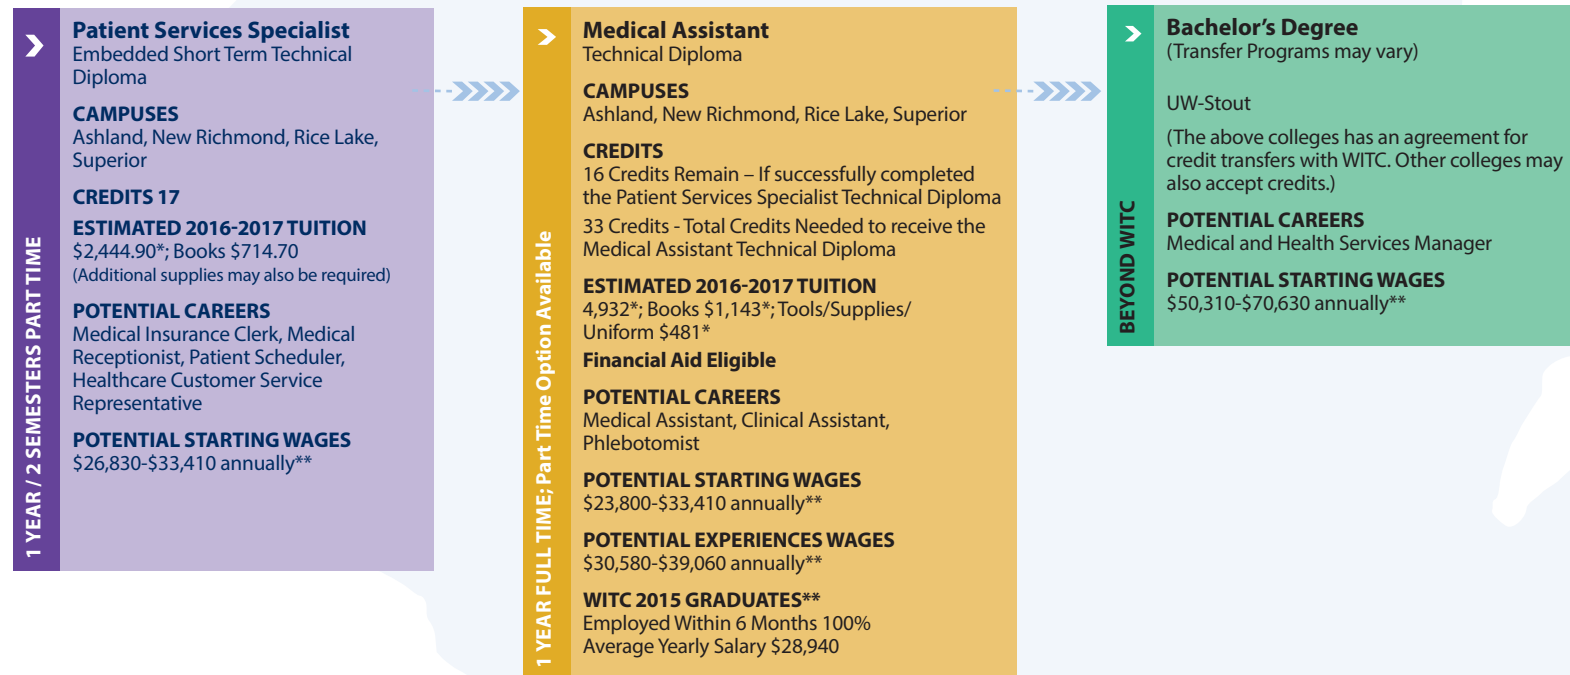 1 YEAR / 2 SEMESTERS PART TIME
Patient Services Specialist
Embedded Short Term Technical
Diploma
CAMPUSES
Ashland, New Richmond, Rice Lake,
Superior
CREDITS 17
ESTIMATED 2016-2017 TUITION
$2,444.90*; Books $714.70
(Additional supplies may also be required)
POTENTIAL CAREERS
Medical Insurance Clerk, Medical
Receptionist, Patient Scheduler,
Healthcare Customer Service
Representative
POTENTIAL STARTING WAGES
$26,830-$33,410 annually**
1 YEAR FULL TIME; Part Time Option Available
Medical Assistant
Technical Diploma
CAMPUSES
Ashland, New Richmond, Rice Lake, Superior
CREDITS
16 Credits Remain – If successfully completed
the Patient Services Specialist Technical Diploma
33 Credits - Total Credits Needed to receive the
Medical Assistant Technical Diploma
ESTIMATED 2016-2017 TUITION
4,932*; Books $1,143*; Tools/Supplies/
Uniform $481*
Financial Aid Eligible
POTENTIAL CAREERS
Medical Assistant, Clinical Assistant,
Phlebotomist
POTENTIAL STARTING WAGES
$23,800-$33,410 annually**
POTENTIAL EXPERIENCES WAGES
$30,580-$39,060 annually**
WITC 2015 GRADUATES**
Employed Within 6 Months 100%
Average Yearly Salary $28,940
BEYOND WITC
Bachelor’s Degree
(Transfer Programs may vary)
UW-Stout
(The above colleges has an agreement for
credit transfers with WITC. Other colleges may
also accept credits.)
POTENTIAL CAREERS
Medical and Health Services Manager
POTENTIAL STARTING WAGES
$50,310-$70,630 annually**